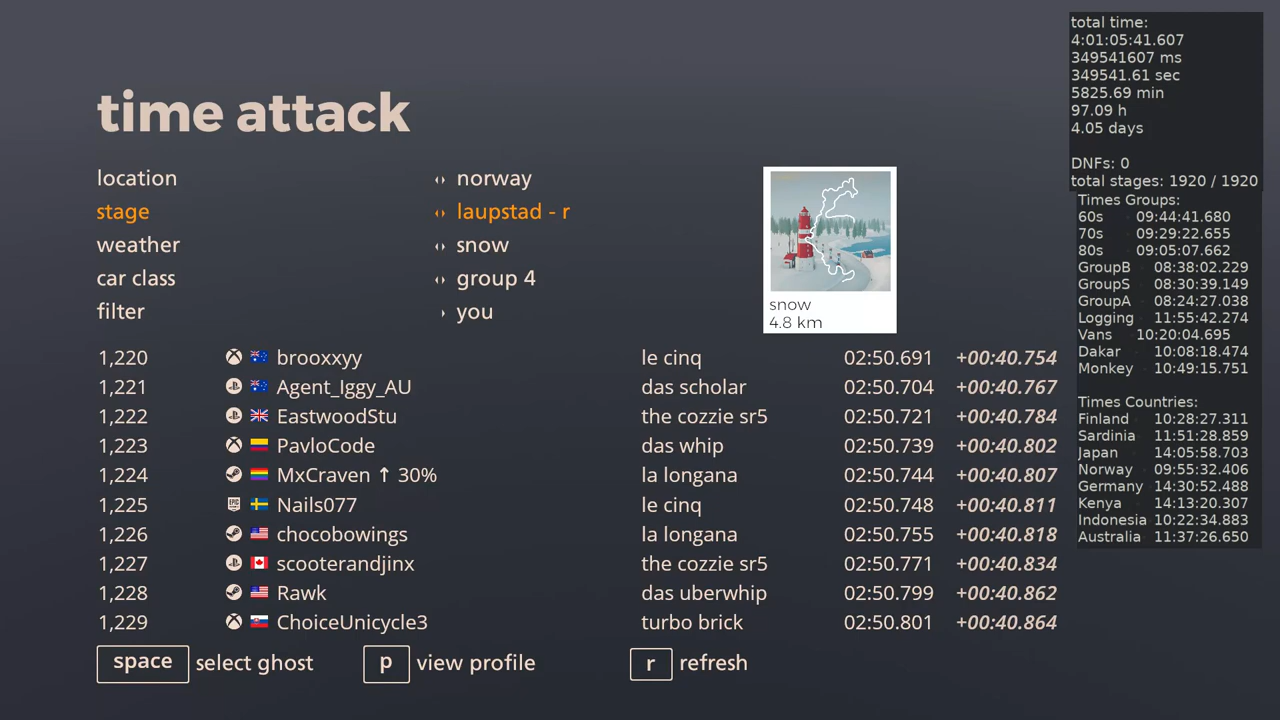 time attack
location norway
stage laupstad - r
weather snow
car class group 4
filter you
snow
4.8 km
1,220 brooxxyy le cinq 02:50.691 +00:40.754
1,221 Agent_Iggy_AU das scholar 02:50.704 +00:40.767
1,222 EastwoodStu the cozzie sr5 02:50.721 +00:40.784
1,223 PavloCode das whip 02:50.739 +00:40.802
1,224 MxCraven ↑ 30% la longana 02:50.744 +00:40.807
1,225 EPIC Nails077 le cinq 02:50.748 +00:40.811
1,226 chocobowings la longana 02:50.755 +00:40.818
1,227 scooterandjinx the cozzie sr5 02:50.771 +00:40.834
1,228 Rawk das uberwhip 02:50.799 +00:40.862
1,229 ChoiceUnicycle3 turbo brick 02:50.801 +00:40.864
space select ghost p view profile r refresh
total time:
4:01:05:41.607
349541607 ms
349541.61 sec
5825.69 min
97.09 h
4.05 days
DNFs: 0
total stages: 1920 / 1920
Times Groups:
60s 09:44:41.680
70s 09:29:22.655
80s 09:05:07.662
GroupB 08:38:02.229
GroupS 08:30:39.149
GroupA 08:24:27.038
Logging 11:55:42.274
Vans 10:20:04.695
Dakar 10:08:18.474
Monkey 10:49:15.751
Times Countries:
Finland 10:28:27.311
Sardinia 11:51:28.859
Japan 14:05:58.703
Norway 09:55:32.406
Germany 14:30:52.488
Kenya 14:13:20.307
Indonesia 10:22:34.883
Australia 11:37:26.650